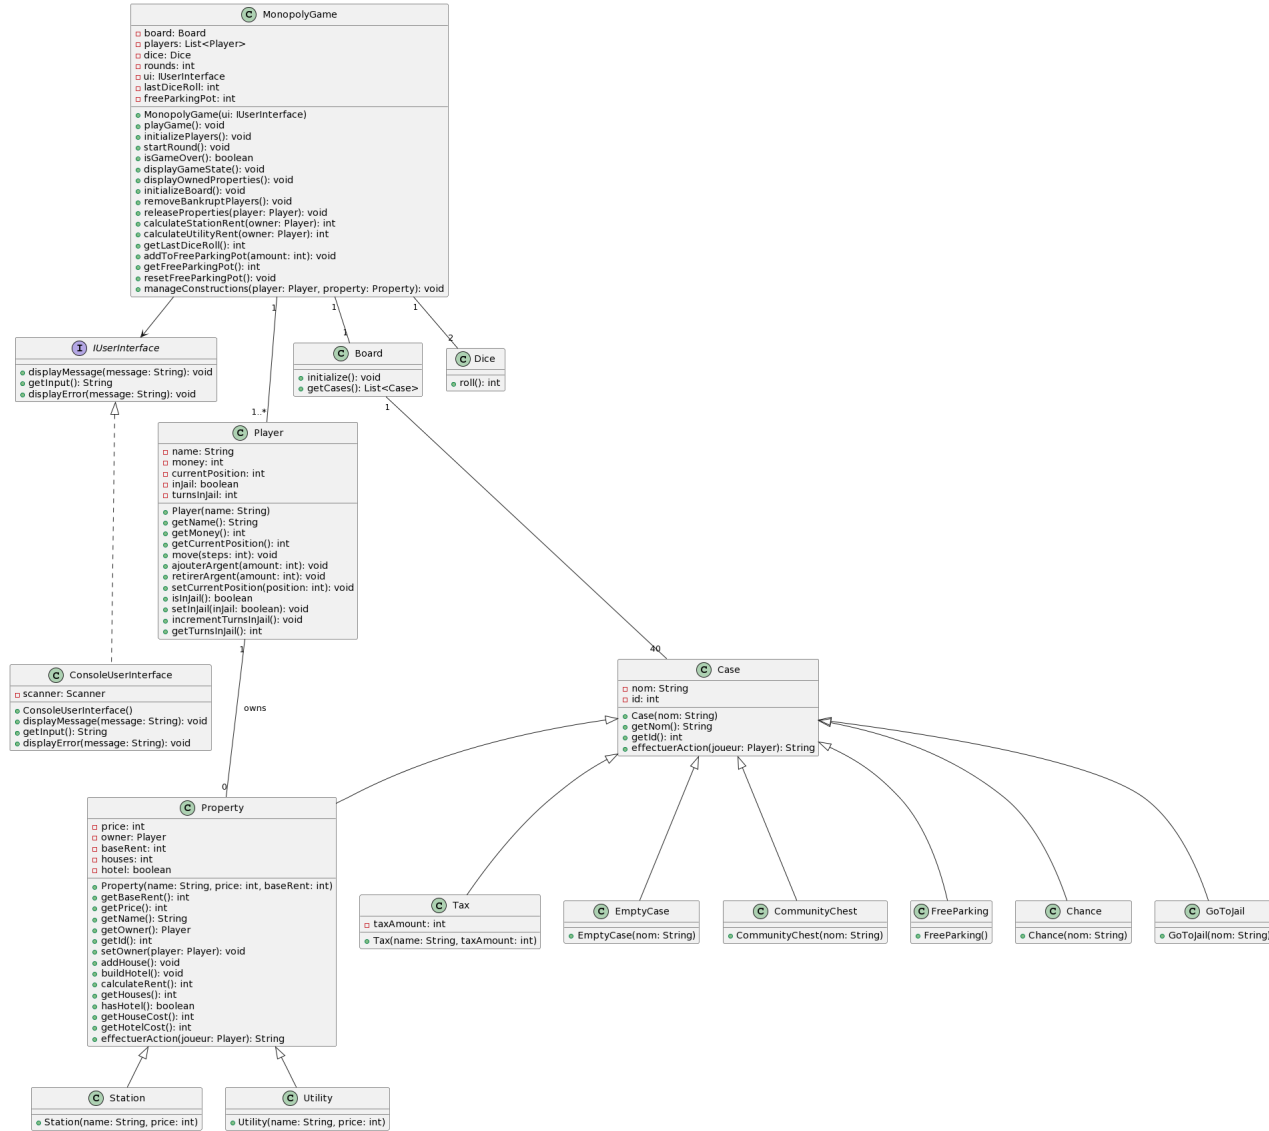 C MonopolyGame
board: Board
players: List<Player>
dice: Dice
rounds: int
ui: IUserInterface
lastDiceRoll: int
freeParkingPot: int
MonopolyGame(ui: IUserInterface)
playGame(): void
initializePlayers(): void
startRound(): void
isGameOver(): boolean
displayGameState(): void
displayOwnedProperties(): void
initializeBoard(): void
removeBankruptPlayers(): void
releaseProperties(player: Player): void
calculateStationRent(owner: Player): int
calculateUtilityRent(owner: Player): int
getLastDiceRoll(): int
addToFreeParkingPot(amount: int): void
getFreeParkingPot(): int
resetFreeParkingPot(): void
manageConstructions(player: Player, property: Property): void
1
1
1
1
2
1..*
I IUserInterface
displayMessage(message: String): void
getInput(): String
displayError(message: String): void
C Board
initialize(): void
getCases(): List<Case>
1
40
C Dice
roll(): int
C Player
name: String
money: int
currentPosition: int
inJail: boolean
turnsInJail: int
Player(name: String)
getName(): String
getMoney(): int
getCurrentPosition(): int
move(steps: int): void
ajouterArgent(amount: int): void
retirerArgent(amount: int): void
setCurrentPosition(position: int): void
isInJail(): boolean
setInJail(inJail: boolean): void
incrementTurnsInJail(): void
getTurnsInJail(): int
1
owns
0
C ConsoleUserInterface
scanner: Scanner
ConsoleUserInterface()
displayMessage(message: String): void
getInput(): String
displayError(message: String): void
C Case
nom: String
id: int
Case(nom: String)
getNom(): String
getId(): int
effectuerAction(joueur: Player): String
C Property
price: int
owner: Player
baseRent: int
houses: int
hotel: boolean
Property(name: String, price: int, baseRent: int)
getBaseRent(): int
getPrice(): int
getName(): String
getOwner(): Player
getId(): int
setOwner(player: Player): void
addHouse(): void
buildHotel(): void
calculateRent(): int
getHouses(): int
hasHotel(): boolean
getHouseCost(): int
getHotelCost(): int
effectuerAction(joueur: Player): String
C Tax
taxAmount: int
Tax(name: String, taxAmount: int)
C EmptyCase
EmptyCase(nom: String)
C CommunityChest
CommunityChest(nom: String)
C FreeParking
FreeParking()
C Chance
Chance(nom: String)
C GoToJail
GoToJail(nom: String)
C Station
Station(name: String, price: int)
C Utility
Utility(name: String, price: int)